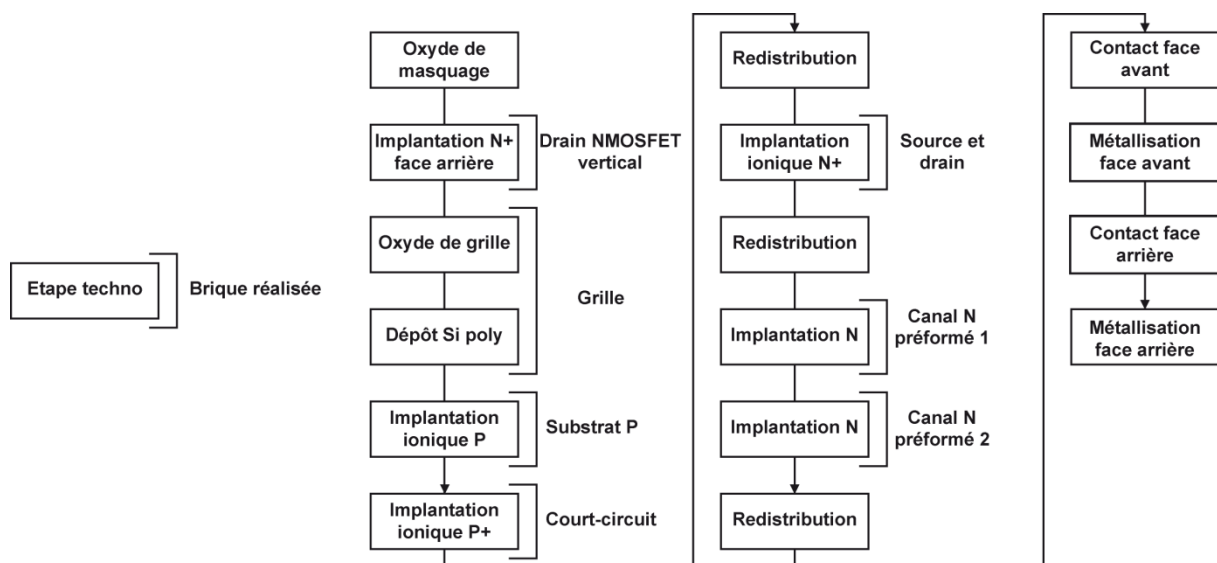 Etape techno
Brique réalisée
Oxyde de
masquage
Implantation N+
face arrière
Drain NMOSFET
vertical
Oxyde de grille
Grille
Dépôt Si poly
Implantation
ionique P
Substrat P
Implantation
ionique P+
Court-circuit
Redistribution
Implantation
ionique N+
Source et
drain
Redistribution
Implantation N
Canal N
préformé 1
Implantation N
Canal N
préformé 2
Redistribution
Contact face
avant
Métallisation
face avant
Contact face
arrière
Métallisation
face arrière